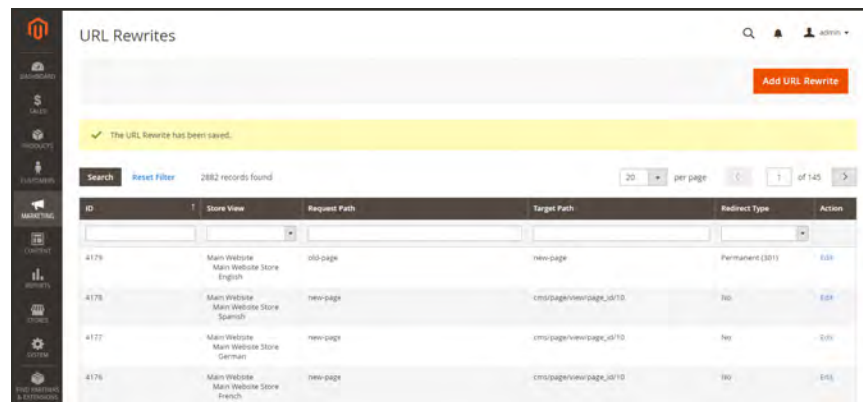 URL Rewrites
admin
DASHBOARD
Add URL Rewrite
$
SALES
The URL Rewrite has been saved.
PRODUCTS
CUSTOMERS
Search Reset Filter 2882 records found 20 per page 1 of 145
MARKETING
ID Store View Request Path Target Path Redirect Type Action
CONTENT
4179 Main Website old-page new-page Permanent (301) Edit
Main Website Store
English
REPORTS
4178 Main Website new-page cms/page/view/page_id/10 No Edit
Main Website Store
Spanish
STORES
4177 Main Website new-page cms/page/view/page_id/10 No Edit
Main Website Store
German
SYSTEM
4176 Main Website new-page cms/page/view/page_id/10 No Edit
Main Website Store
French
FIND PARTNERS
& EXTENSIONS